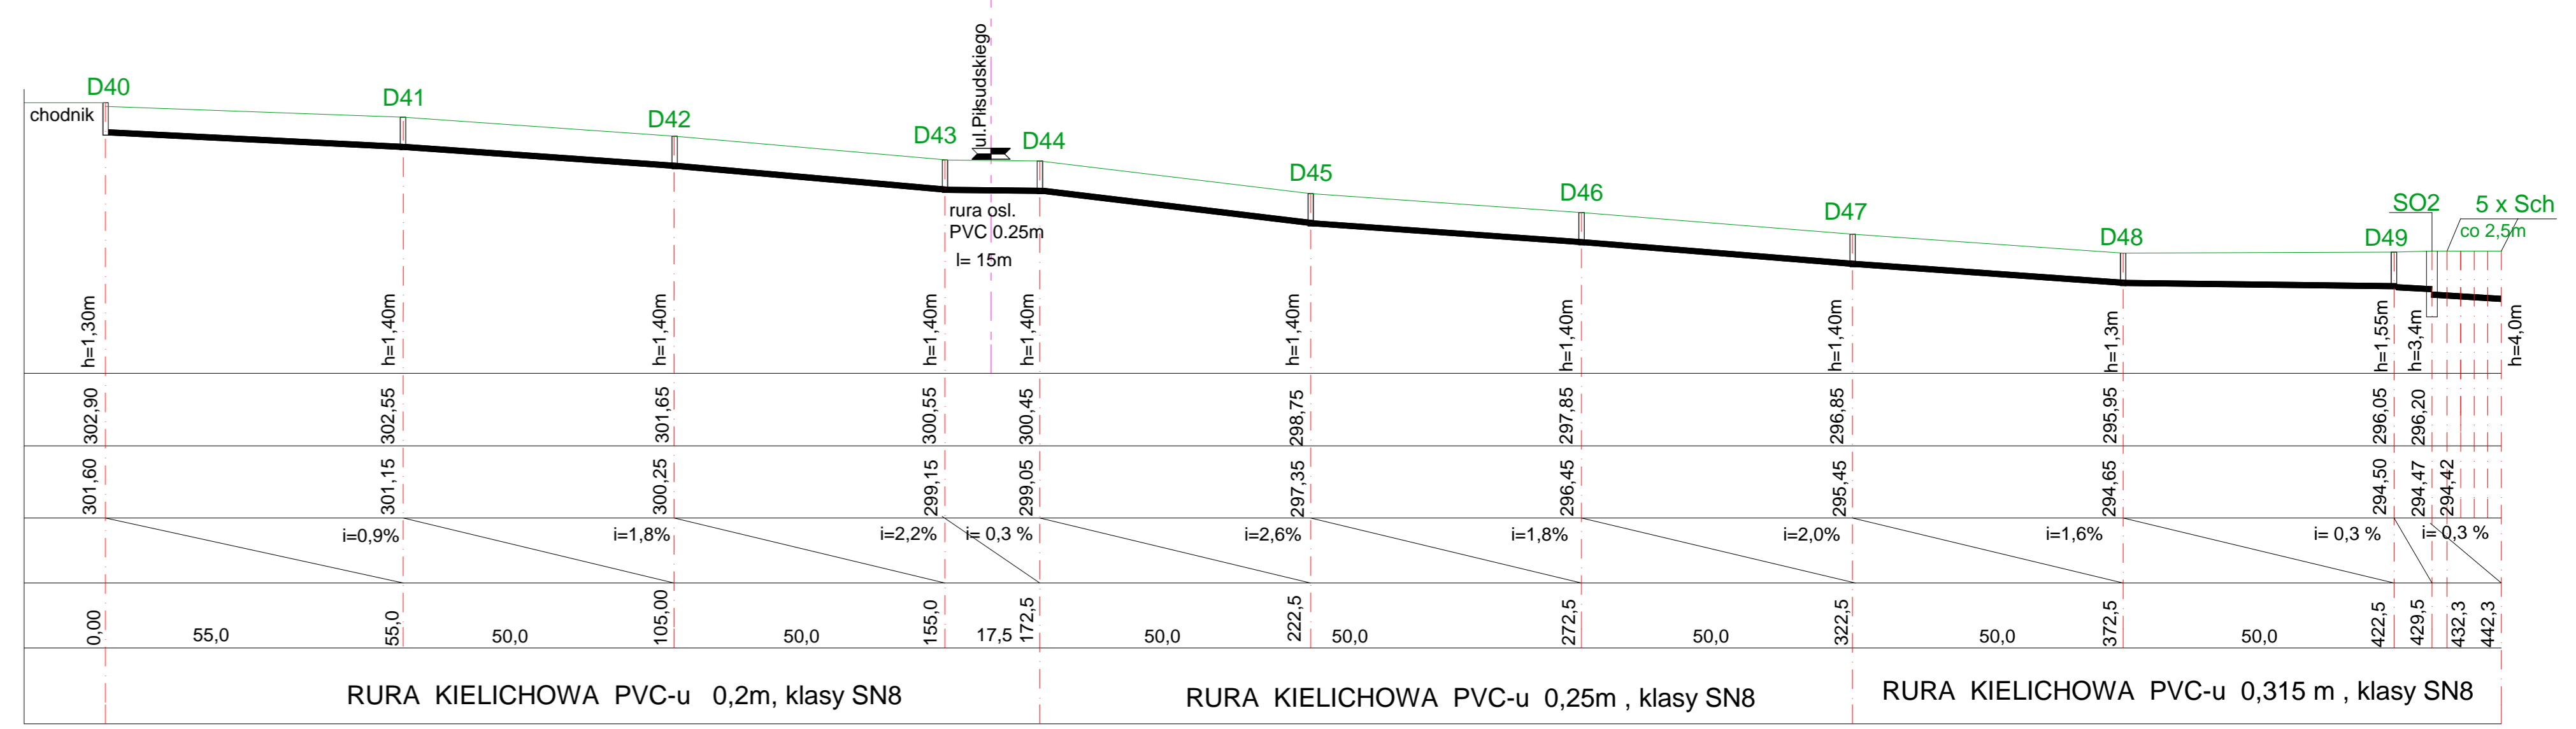 ul.Piłsudskiego
D40
D41
D42
D43
D44
D45
D46
D47
D48
D49
SO2
5 x Sch
co 2,5m
chodnik
rura osl.
PVC 0.25m
l= 15m
h=1,30m
h=1,40m
h=1,40m
h=1,40m
h=1,40m
h=1,40m
h=1,40m
h=1,40m
h=1,3m
h=1,55m
h=3,4m
h=4,0m
302,90
302,55
301,65
300,55
300,45
298,75
297,85
296,85
295,95
296,05
296,20
301,60
301,15
300,25
299,15
299,05
297,35
296,45
295,45
294,65
294,50
294,47
294,42
i=0,9%
i=1,8%
i=2,2%
i= 0,3 %
i=2,6%
i=1,8%
i=2,0%
i=1,6%
i= 0,3 %
i= 0,3 %
0,00
55,0
55,0
50,0
105,00
50,0
155,0
17,5
172,5
50,0
222,5
50,0
272,5
50,0
322,5
50,0
372,5
50,0
422,5
429,5
432,3
442,3
RURA KIELICHOWA PVC-u 0,2m, klasy SN8
RURA KIELICHOWA PVC-u 0,25m , klasy SN8
RURA KIELICHOWA PVC-u 0,315 m , klasy SN8